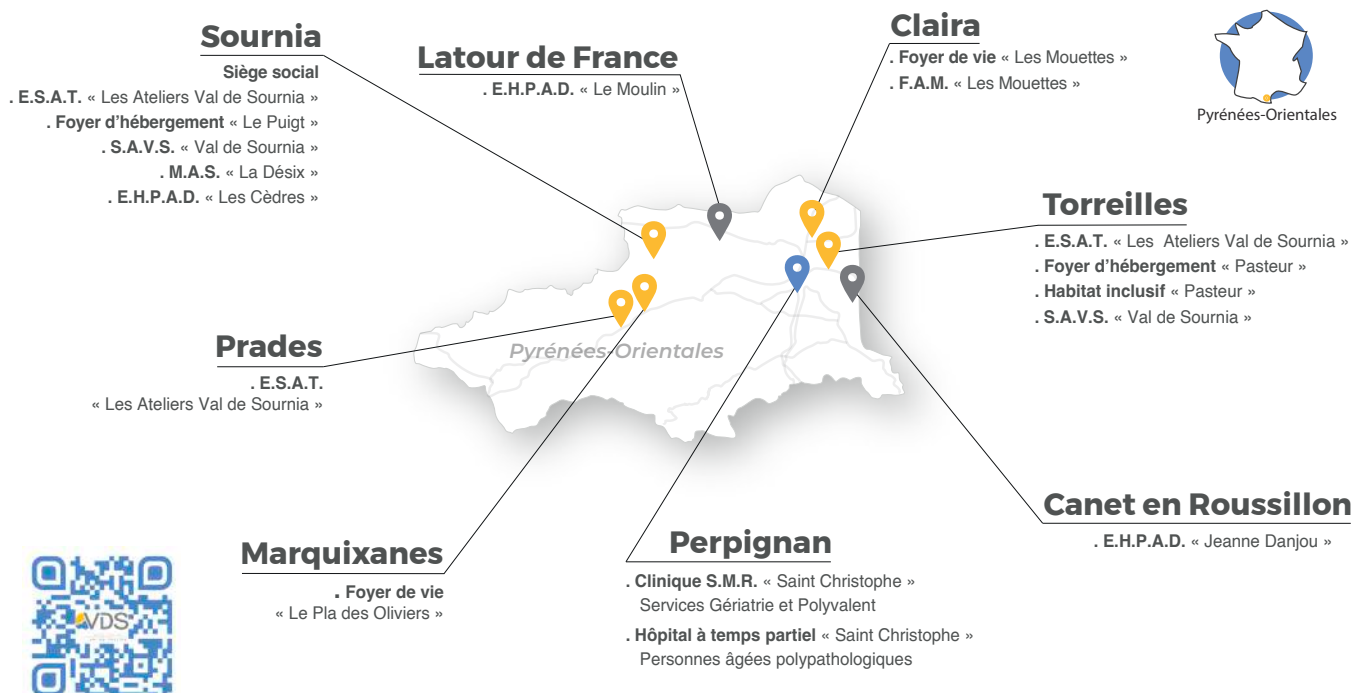 Sournia
Siège social
. E.S.A.T. « Les Ateliers Val de Sournia »
. Foyer d'hébergement « Le Puigt »
. S.A.V.S. « Val de Sournia »
. M.A.S. « La Désix »
. E.H.P.A.D. « Les Cèdres »
Latour de France
. E.H.P.A.D. « Le Moulin »
Claira
. Foyer de vie « Les Mouettes »
. F.A.M. « Les Mouettes »
Pyrénées-Orientales
Torreilles
. E.S.A.T. « Les Ateliers Val de Sournia »
. Foyer d'hébergement « Pasteur »
. Habitat inclusif « Pasteur »
. S.A.V.S. « Val de Sournia »
Prades
. E.S.A.T.
« Les Ateliers Val de Sournia »
Pyrénées-Orientales
Marquixanes
. Foyer de vie
« Le Pla des Oliviers »
Perpignan
. Clinique S.M.R. « Saint Christophe »
Services Gériatrie et Polyvalent
. Hôpital à temps partiel « Saint Christophe »
Personnes âgées polypathologiques
Canet en Roussillon
. E.H.P.A.D. « Jeanne Danjou »
VDS